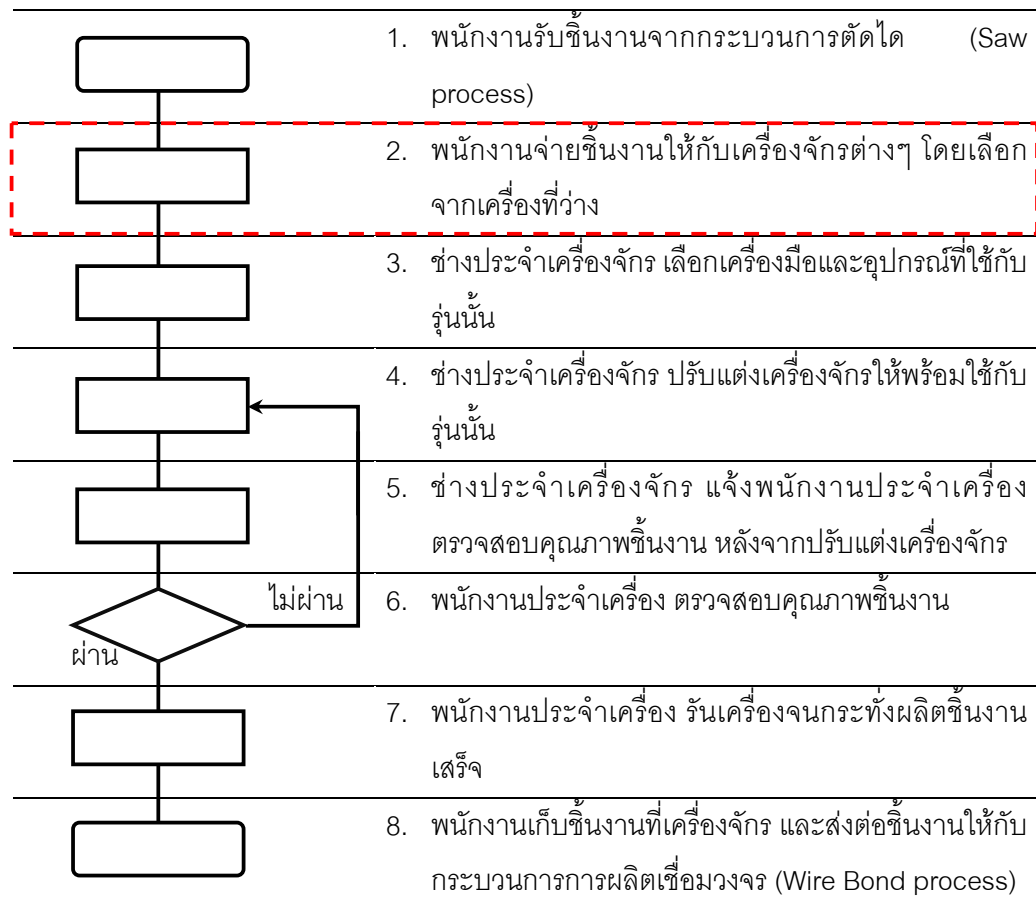 1. พนักงานรับชิ้นงานจากกระบวนการตัดได (Saw
process)
2. พนักงานจ่ายชิ้นงานให้กับเครื่องจักรต่างๆ โดยเลือก
จากเครื่องที่ว่าง
3. ช่างประจำเครื่องจักร เลือกเครื่องมือและอุปกรณ์ที่ใช้กับ
รุ่นนั้น
4. ช่างประจำเครื่องจักร ปรับแต่งเครื่องจักรให้พร้อมใช้กับ
รุ่นนั้น
5. ช่างประจำเครื่องจักร แจ้งพนักงานประจำเครื่อง
ตรวจสอบคุณภาพชิ้นงาน หลังจากปรับแต่งเครื่องจักร
ไม่ผ่าน
6. พนักงานประจำเครื่อง ตรวจสอบคุณภาพชิ้นงาน
ผ่าน
7. พนักงานประจำเครื่อง รันเครื่องจนกระทั่งผลิตชิ้นงาน
เสร็จ
8. พนักงานเก็บชิ้นงานที่เครื่องจักร และส่งต่อชิ้นงานให้กับ
กระบวนการการผลิตเชื่อมวงจร (Wire Bond process)